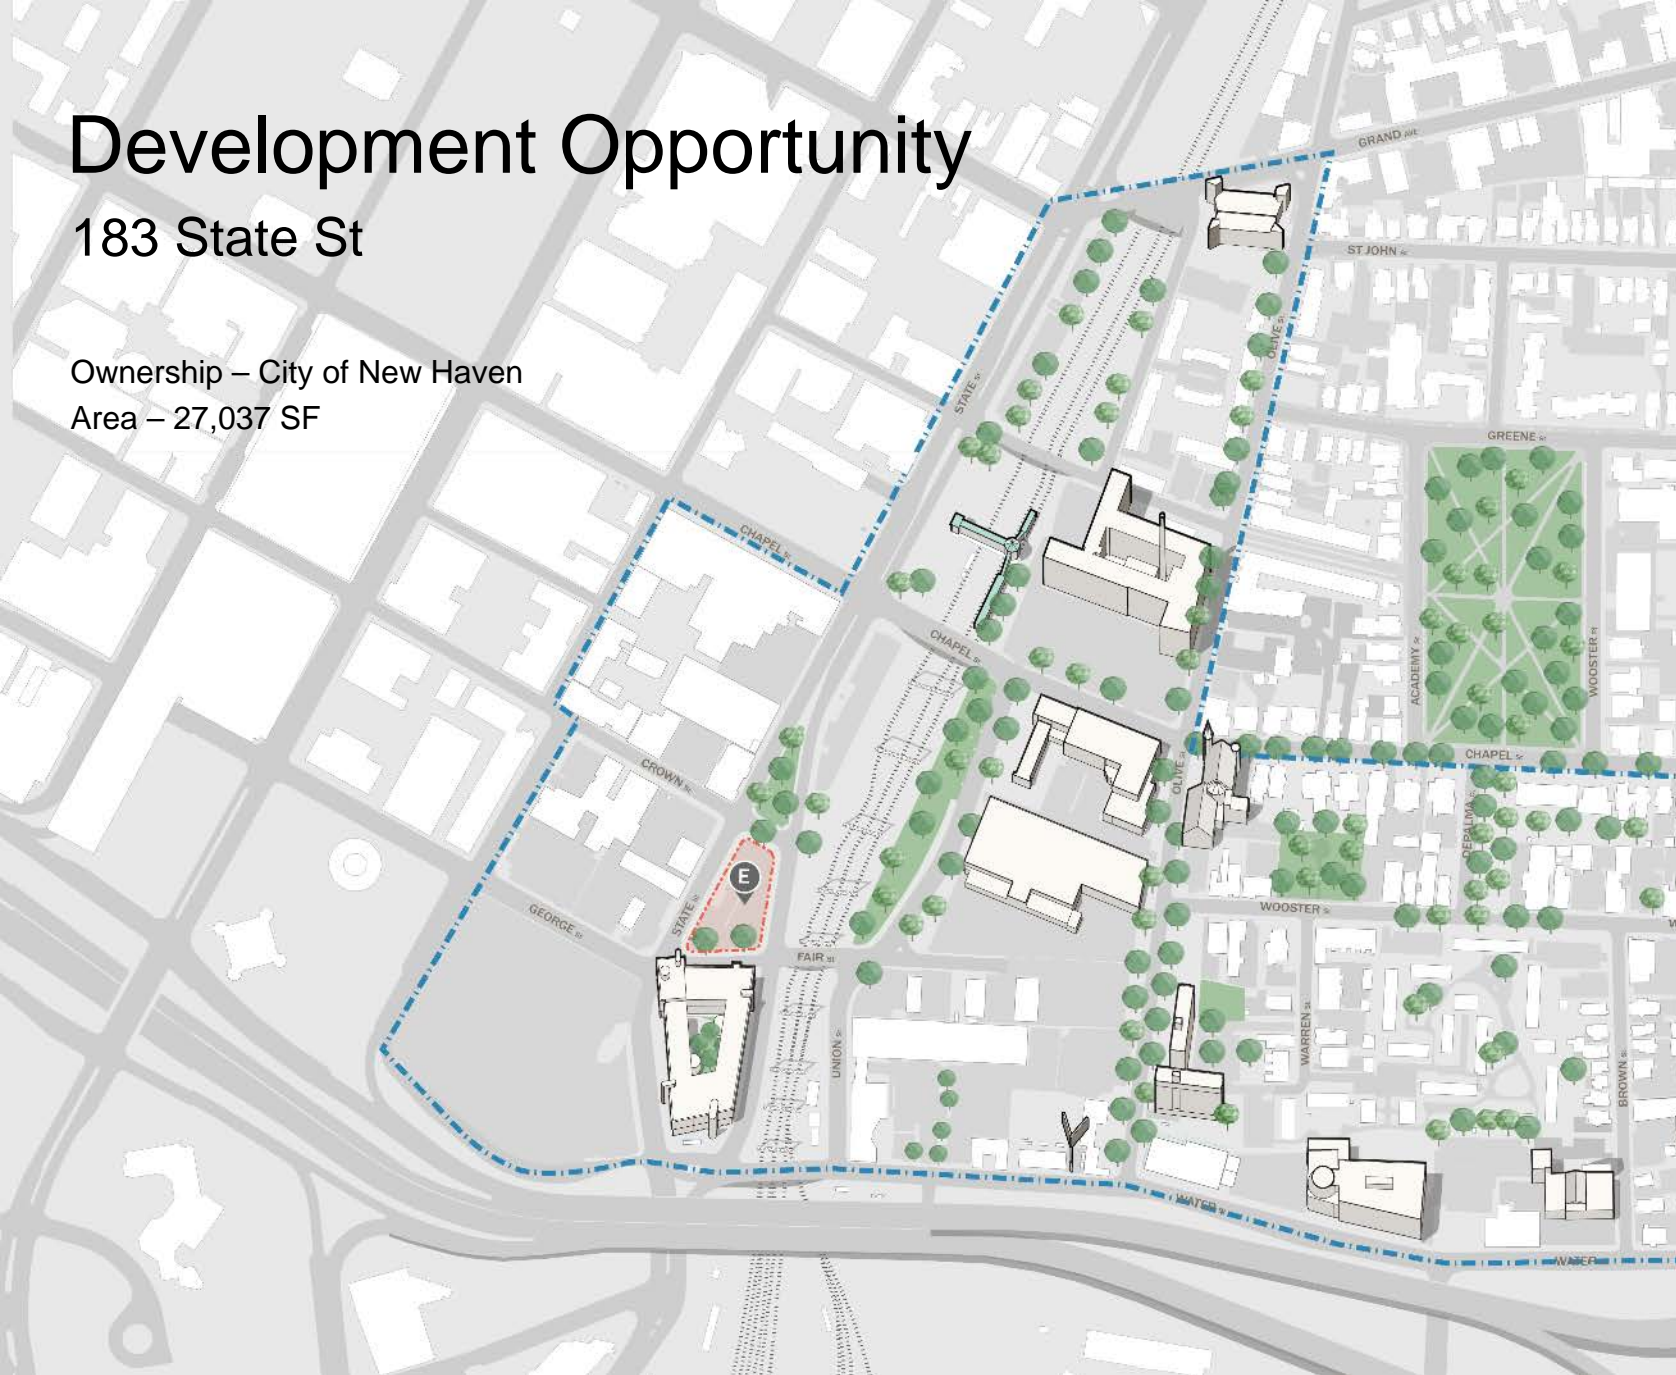 Development Opportunity
183 State St
Ownership – City of New Haven
Area – 27,037 SF
GRAND AVE
ST JOHN St
OLIVE St
STATE St
GREENE St
CHAPEL St
CHAPEL St
ACADEMY St
WOOSTER St
CHAPEL St
OLIVE St
CROWN St
DEPALMA
E
STATE St
GEORGE St
WOOSTER St
W
FAIR St
UNION St
WARREN St
BROWN St
WATER St
WATER